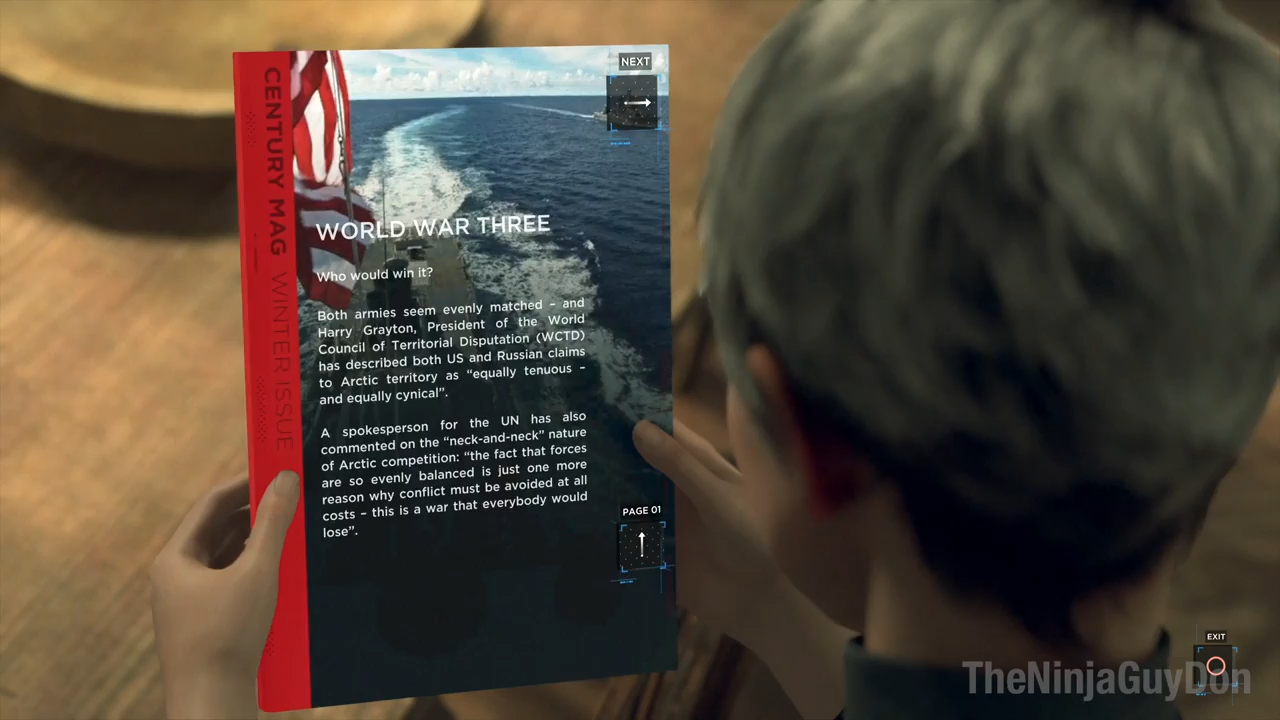 CENTURY MAG WINTER ISSUE
NEXT
WORLD WAR THREE
Who would win it?
Both armies seem evenly matched – and
Harry Grayton, President of the World
Council of Territorial Disputation (WCTD)
has described both US and Russian claims
to Arctic territory as “equally tenuous –
and equally cynical”.
A spokesperson for the UN has also
commented on the “neck-and-neck” nature
of Arctic competition: “the fact that forces
are so evenly balanced is just one more
reason why conflict must be avoided at all
costs – this is a war that everybody would
lose”.
PAGE 01
EXIT
TheNinjaGuyDon